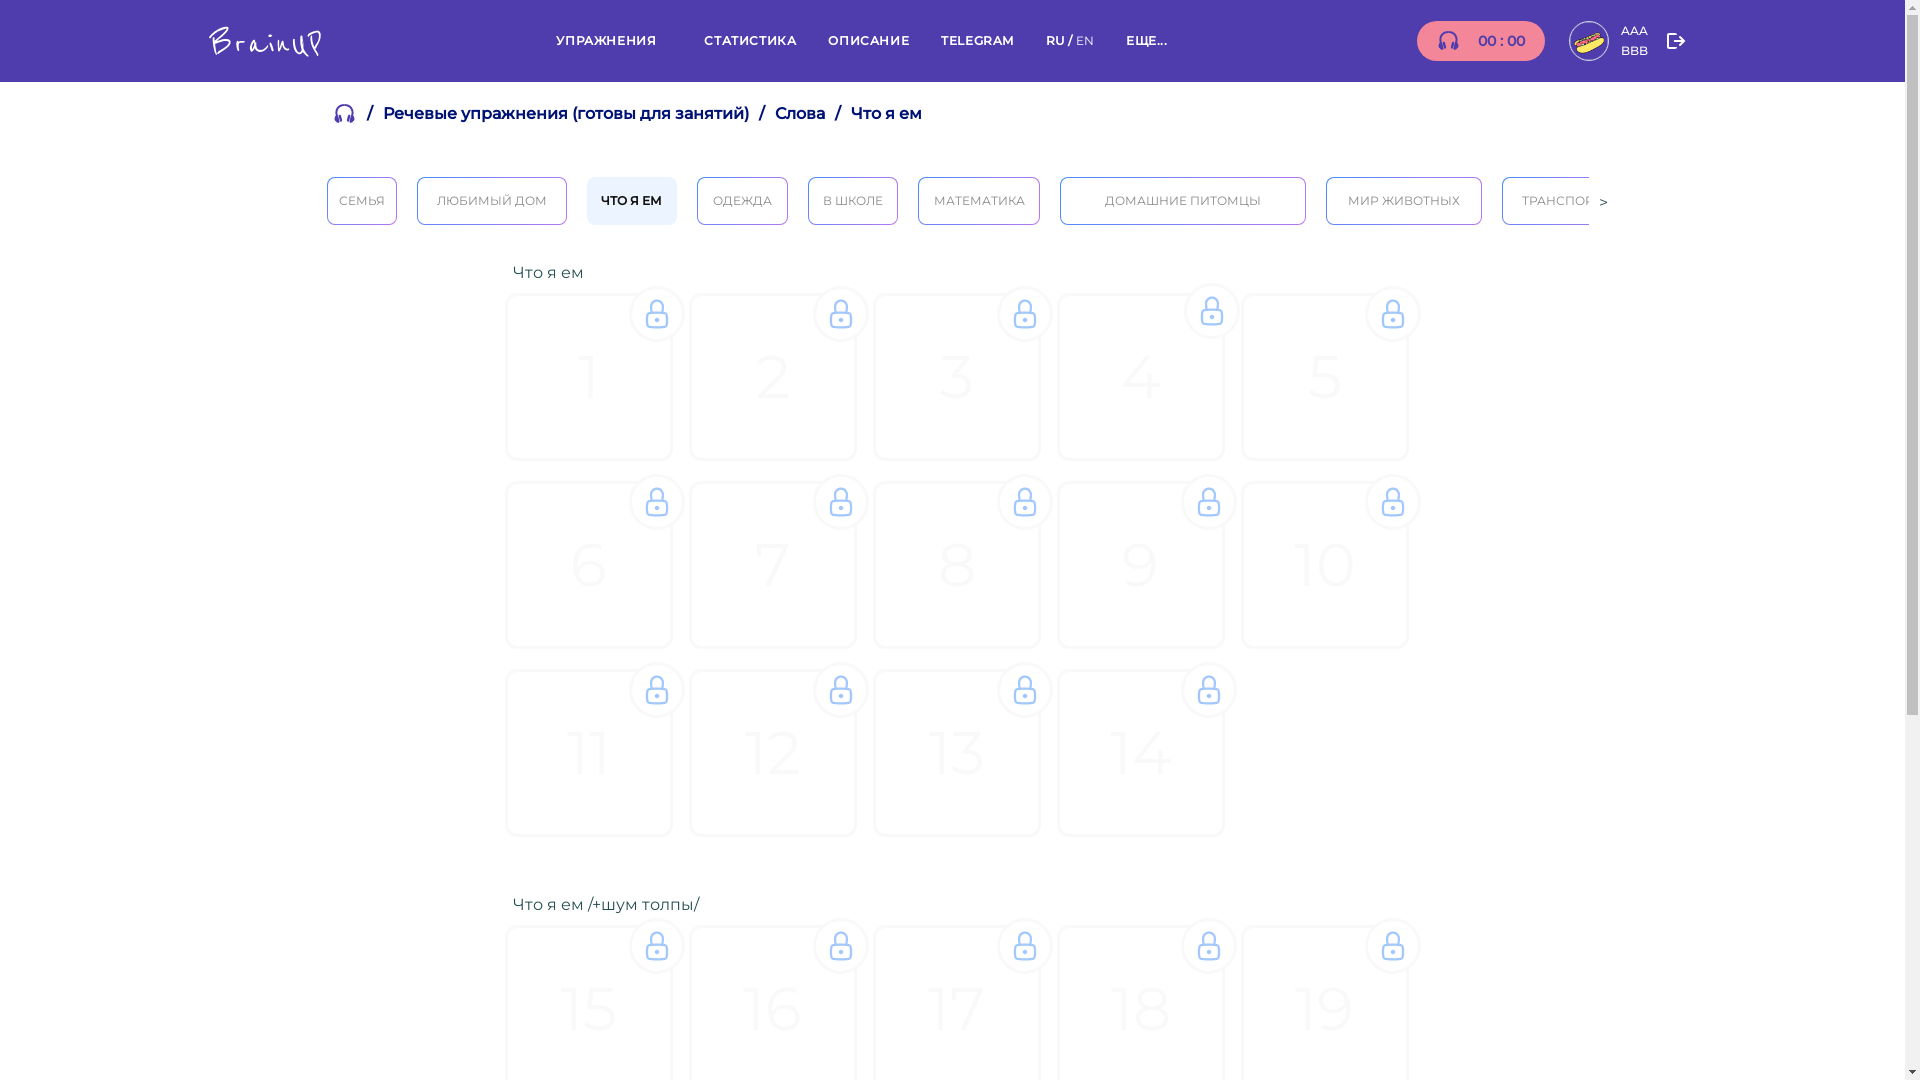 BrainUP
УПРАЖНЕНИЯ СТАТИСТИКА ОПИСАНИЕ TELEGRAM RU / EN ЕЩЕ...
00 : 00
AAA
BBB
/ Речевые упражнения (готовы для занятий) / Слова / Что я ем
СЕМЬЯ ЛЮБИМЫЙ ДОМ ЧТО Я ЕМ ОДЕЖДА В ШКОЛЕ МАТЕМАТИКА ДОМАШНИЕ ПИТОМЦЫ МИР ЖИВОТНЫХ ТРАНСПОР >
Что я ем
1 2 3 4 5
6 7 8 9 10
11 12 13 14
Что я ем /+шум толпы/
15 16 17 18 19